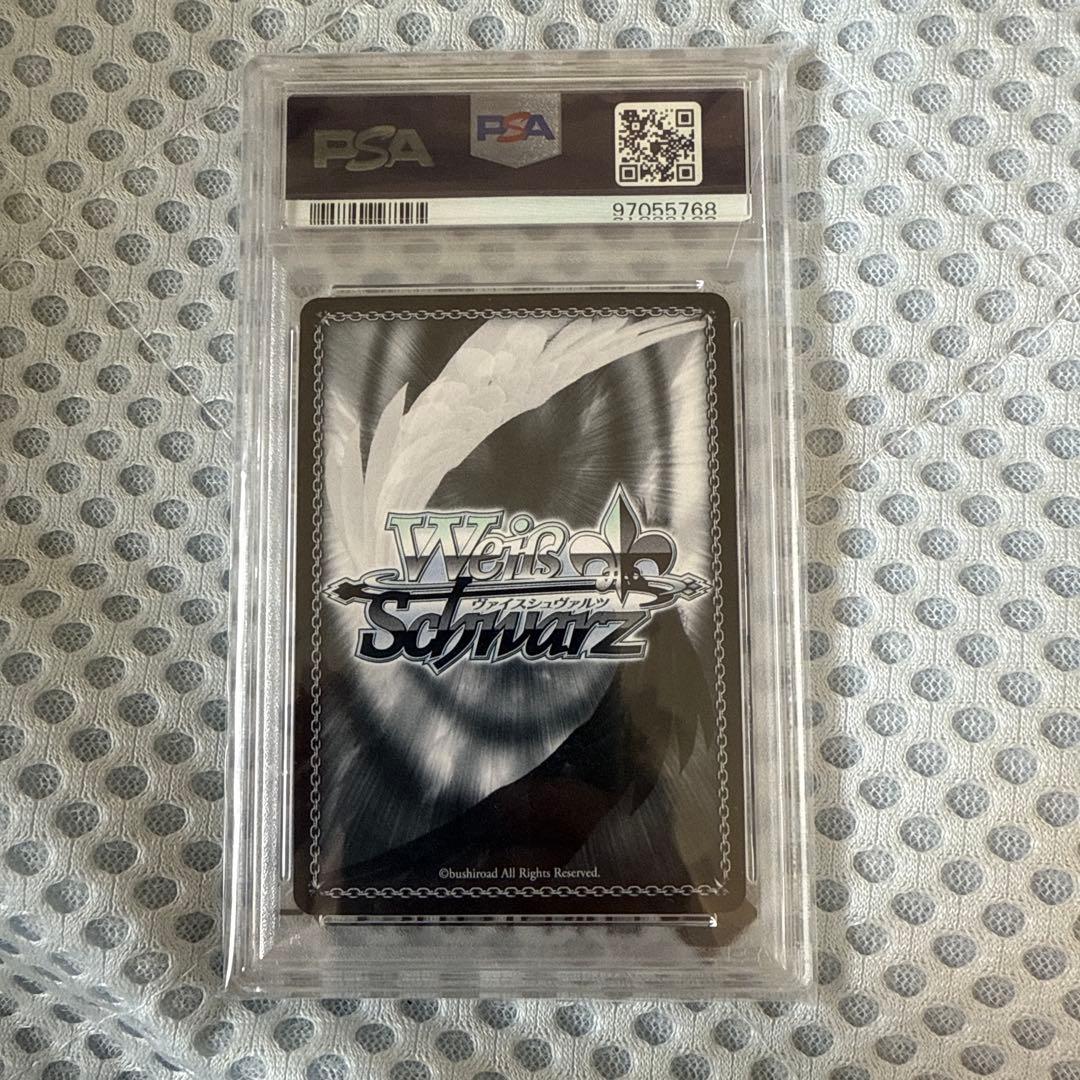 PSA
PSA
97055768
Weiß
ヴァイスシュヴァルツ
Schwarz
©bushiroad All Rights Reserved.